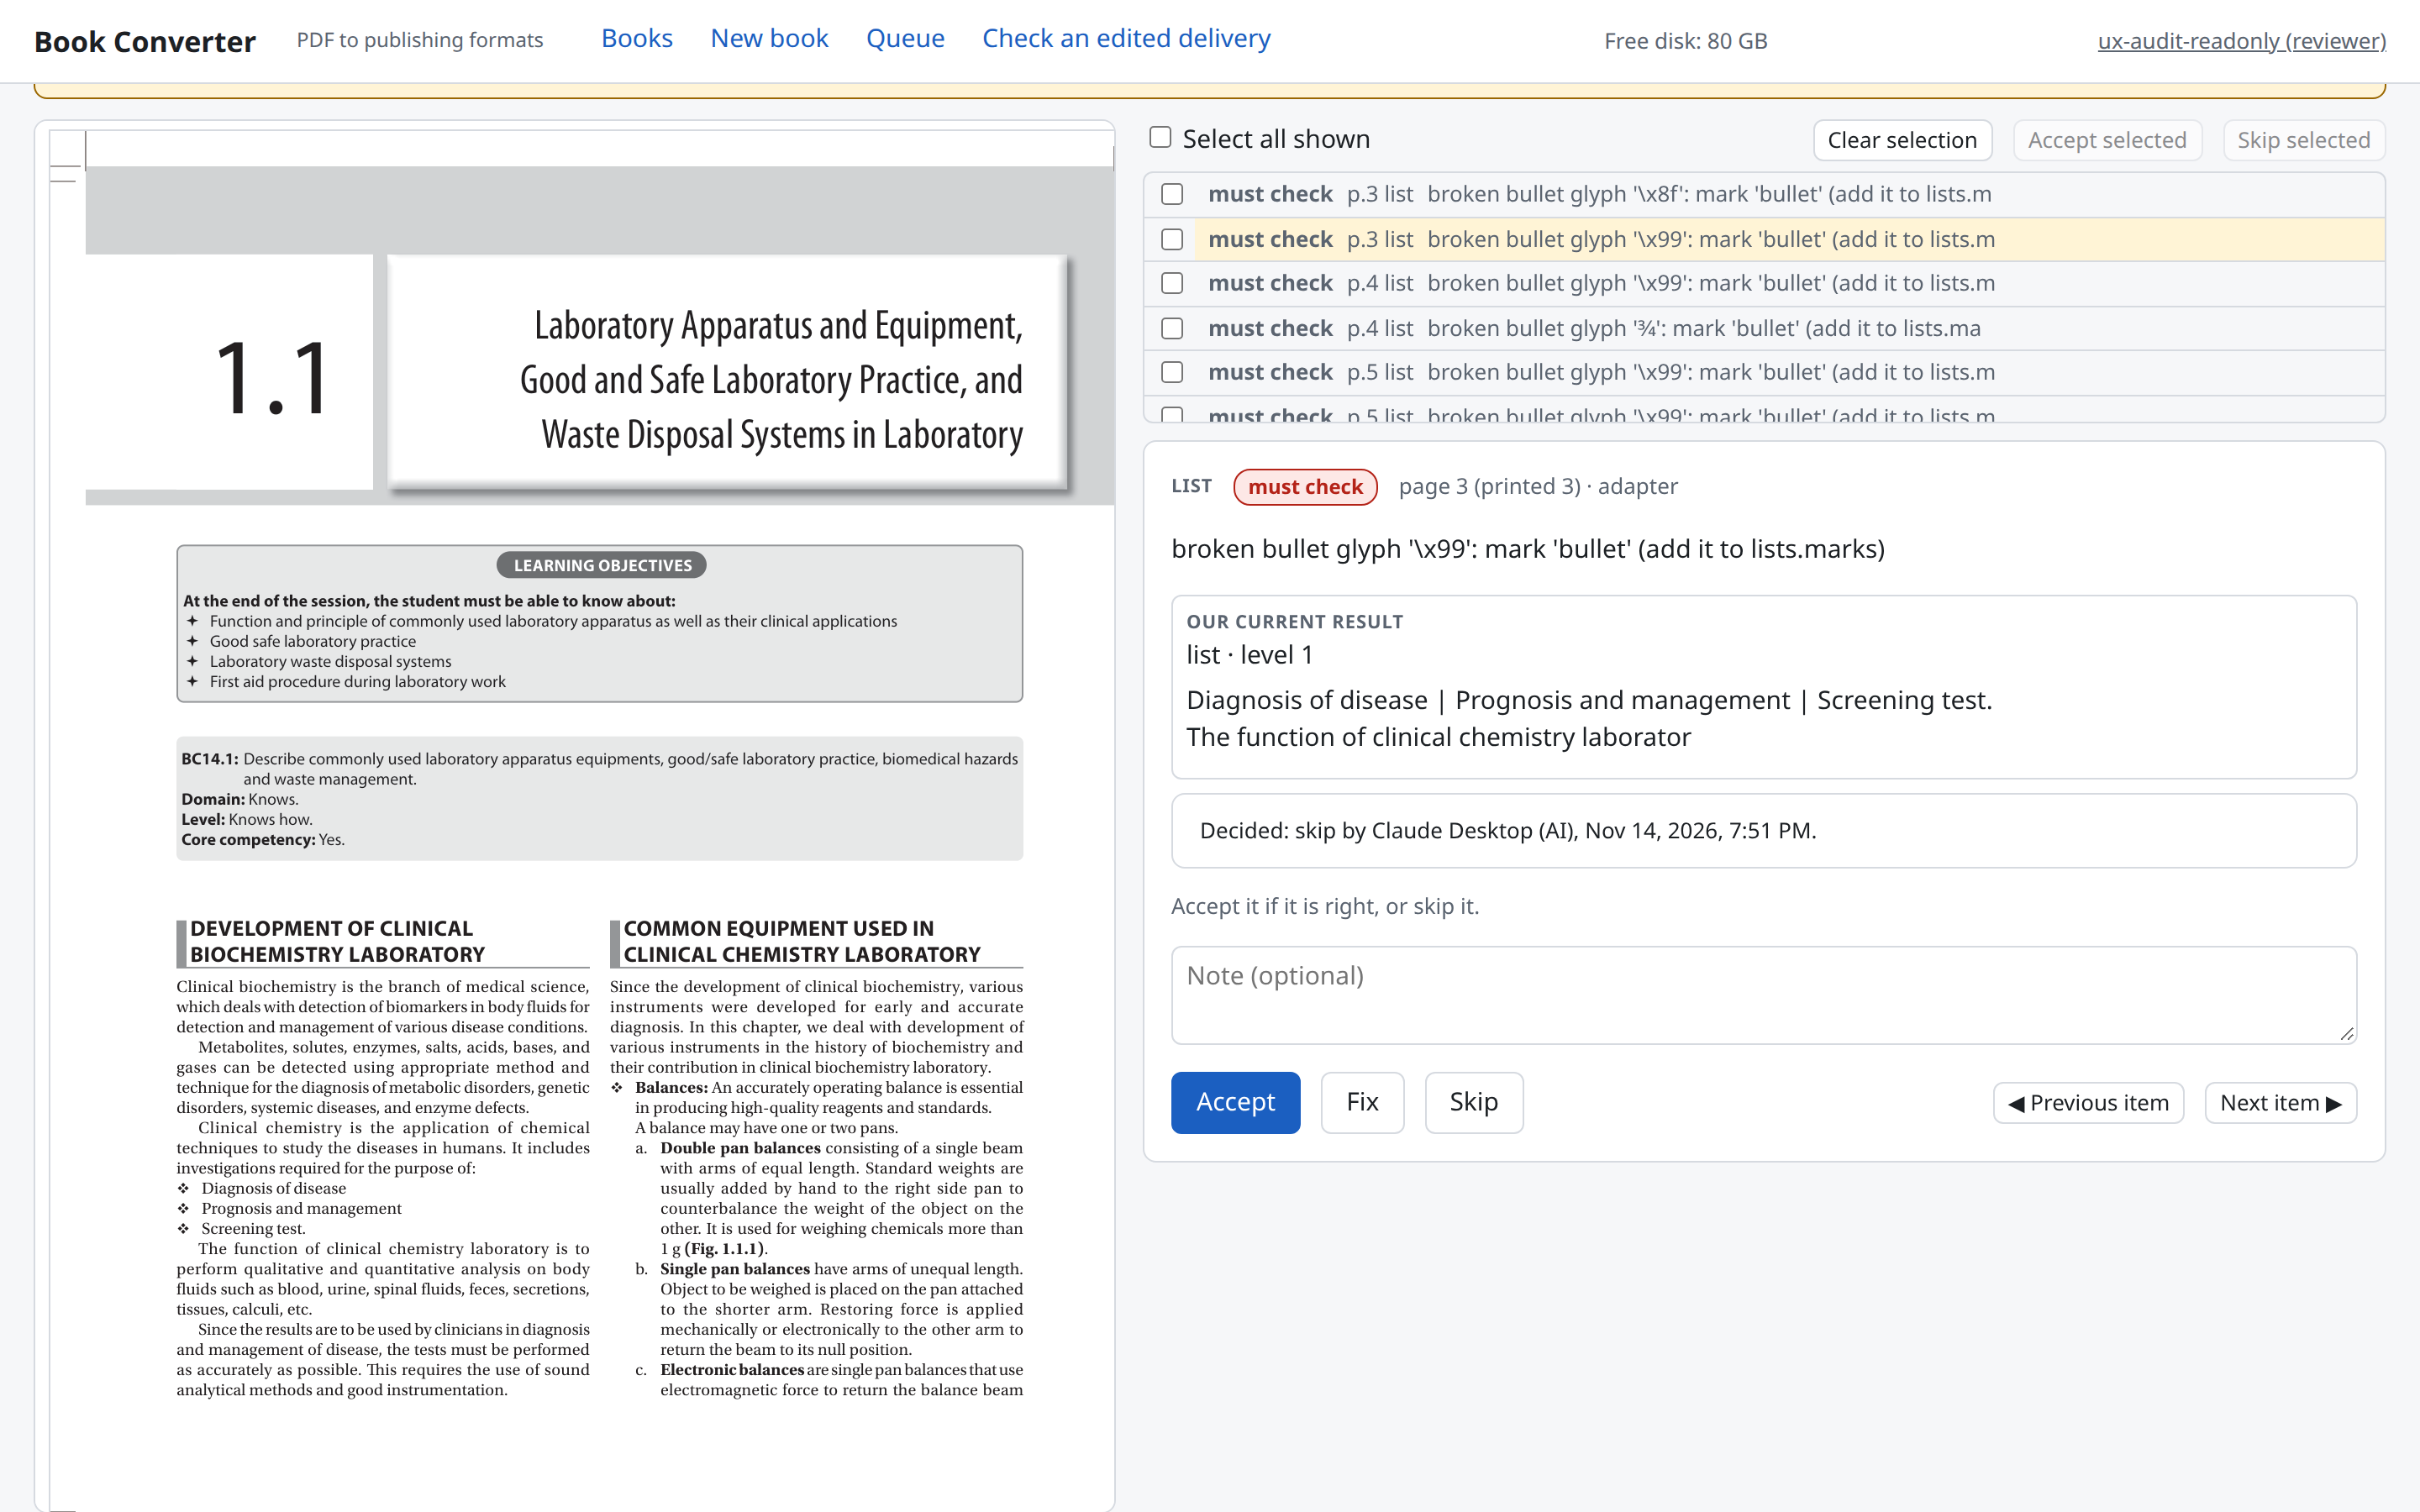 Book Converter
PDF to publishing formats
Books
New book
Queue
Check an edited delivery
Free disk: 80 GB
ux-audit-readonly (reviewer)
1.1
Laboratory Apparatus and Equipment,
Good and Safe Laboratory Practice, and
Waste Disposal Systems in Laboratory
LEARNING OBJECTIVES
At the end of the session, the student must be able to know about:
✦ Function and principle of commonly used laboratory apparatus as well as their clinical applications
✦ Good safe laboratory practice
✦ Laboratory waste disposal systems
✦ First aid procedure during laboratory work
BC14.1: Describe commonly used laboratory apparatus equipments, good/safe laboratory practice, biomedical hazards
and waste management.
Domain: Knows.
Level: Knows how.
Core competency: Yes.
DEVELOPMENT OF CLINICAL
BIOCHEMISTRY LABORATORY
Clinical biochemistry is the branch of medical science,
which deals with detection of biomarkers in body fluids for
detection and management of various disease conditions.
Metabolites, solutes, enzymes, salts, acids, bases, and
gases can be detected using appropriate method and
technique for the diagnosis of metabolic disorders, genetic
disorders, systemic diseases, and enzyme defects.
Clinical chemistry is the application of chemical
techniques to study the diseases in humans. It includes
investigations required for the purpose of:
❖ Diagnosis of disease
❖ Prognosis and management
❖ Screening test.
The function of clinical chemistry laboratory is to
perform qualitative and quantitative analysis on body
fluids such as blood, urine, spinal fluids, feces, secretions,
tissues, calculi, etc.
Since the results are to be used by clinicians in diagnosis
and management of disease, the tests must be performed
as accurately as possible. This requires the use of sound
analytical methods and good instrumentation.
COMMON EQUIPMENT USED IN
CLINICAL CHEMISTRY LABORATORY
Since the development of clinical biochemistry, various
instruments were developed for early and accurate
diagnosis. In this chapter, we deal with development of
various instruments in the history of biochemistry and
their contribution in clinical biochemistry laboratory.
❖ Balances: An accurately operating balance is essential
in producing high-quality reagents and standards.
A balance may have one or two pans.
a. Double pan balances consisting of a single beam
with arms of equal length. Standard weights are
usually added by hand to the right side pan to
counterbalance the weight of the object on the
other. It is used for weighing chemicals more than
1 g (Fig. 1.1.1).
b. Single pan balances have arms of unequal length.
Object to be weighed is placed on the pan attached
to the shorter arm. Restoring force is applied
mechanically or electronically to the other arm to
return the beam to its null position.
c. Electronic balances are single pan balances that use
electromagnetic force to return the balance beam
Select all shown
Clear selection
Accept selected
Skip selected
must check p.3 list broken bullet glyph '\x8f': mark 'bullet' (add it to lists.m
must check p.3 list broken bullet glyph '\x99': mark 'bullet' (add it to lists.m
must check p.4 list broken bullet glyph '\x99': mark 'bullet' (add it to lists.m
must check p.4 list broken bullet glyph '¾': mark 'bullet' (add it to lists.ma
must check p.5 list broken bullet glyph '\x99': mark 'bullet' (add it to lists.m
must check p.5 list broken bullet glyph '\x99': mark 'bullet' (add it to lists.m
LIST must check page 3 (printed 3) · adapter
broken bullet glyph '\x99': mark 'bullet' (add it to lists.marks)
OUR CURRENT RESULT
list · level 1
Diagnosis of disease | Prognosis and management | Screening test.
The function of clinical chemistry laborator
Decided: skip by Claude Desktop (AI), Nov 14, 2026, 7:51 PM.
Accept it if it is right, or skip it.
Note (optional)
Accept
Fix
Skip
◀ Previous item
Next item ▶